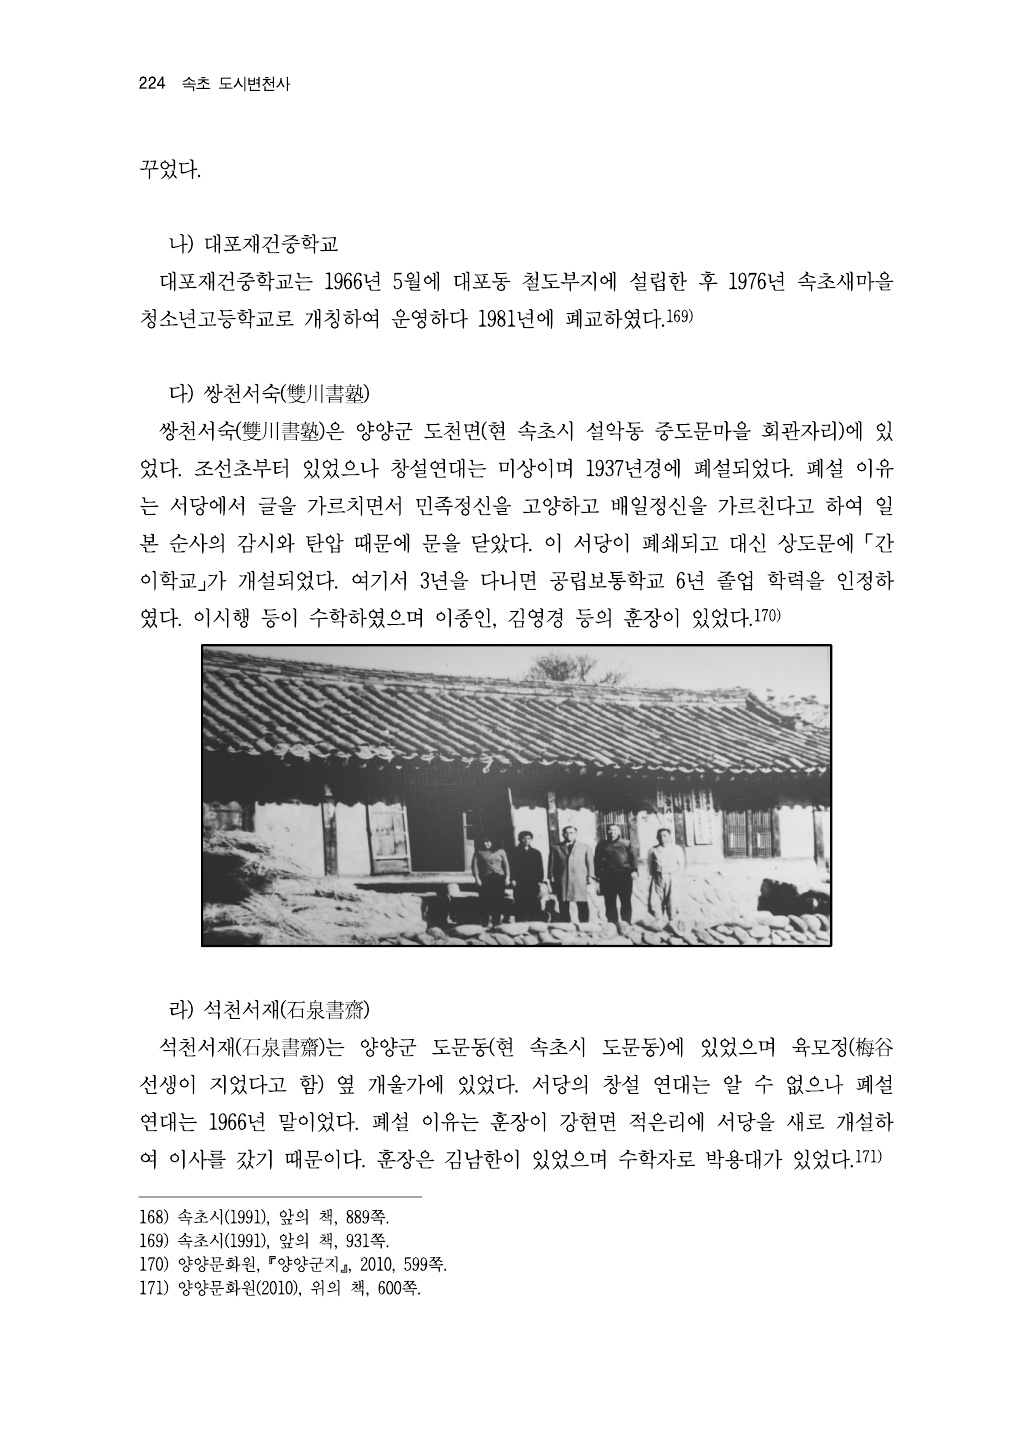 224 속초 도시변천사
꾸었다.
나) 대포재건중학교
대포재건중학교는 1966년 5월에 대포동 철도부지에 설립한 후 1976년 속초새마을
청소년고등학교로 개칭하여 운영하다 1981년에 폐교하였다.169)
다) 쌍천서숙(雙川書塾)
쌍천서숙(雙川書塾)은 양양군 도천면(현 속초시 설악동 중도문마을 회관자리)에 있
었다. 조선초부터 있었으나 창설연대는 미상이며 1937년경에 폐설되었다. 폐설 이유
는 서당에서 글을 가르치면서 민족정신을 고양하고 배일정신을 가르친다고 하여 일
본 순사의 감시와 탄압 때문에 문을 닫았다. 이 서당이 폐쇄되고 대신 상도문에 「간
이학교」가 개설되었다. 여기서 3년을 다니면 공립보통학교 6년 졸업 학력을 인정하
였다. 이시행 등이 수학하였으며 이종인, 김영경 등의 훈장이 있었다.170)
라) 석천서재(石泉書齋)
석천서재(石泉書齋)는 양양군 도문동(현 속초시 도문동)에 있었으며 육모정(梅谷
선생이 지었다고 함) 옆 개울가에 있었다. 서당의 창설 연대는 알 수 없으나 폐설
연대는 1966년 말이었다. 폐설 이유는 훈장이 강현면 적은리에 서당을 새로 개설하
여 이사를 갔기 때문이다. 훈장은 김남한이 있었으며 수학자로 박용대가 있었다.171)
168) 속초시(1991), 앞의 책, 889쪽.
169) 속초시(1991), 앞의 책, 931쪽.
170) 양양문화원, 『양양군지』, 2010, 599쪽.
171) 양양문화원(2010), 위의 책, 600쪽.